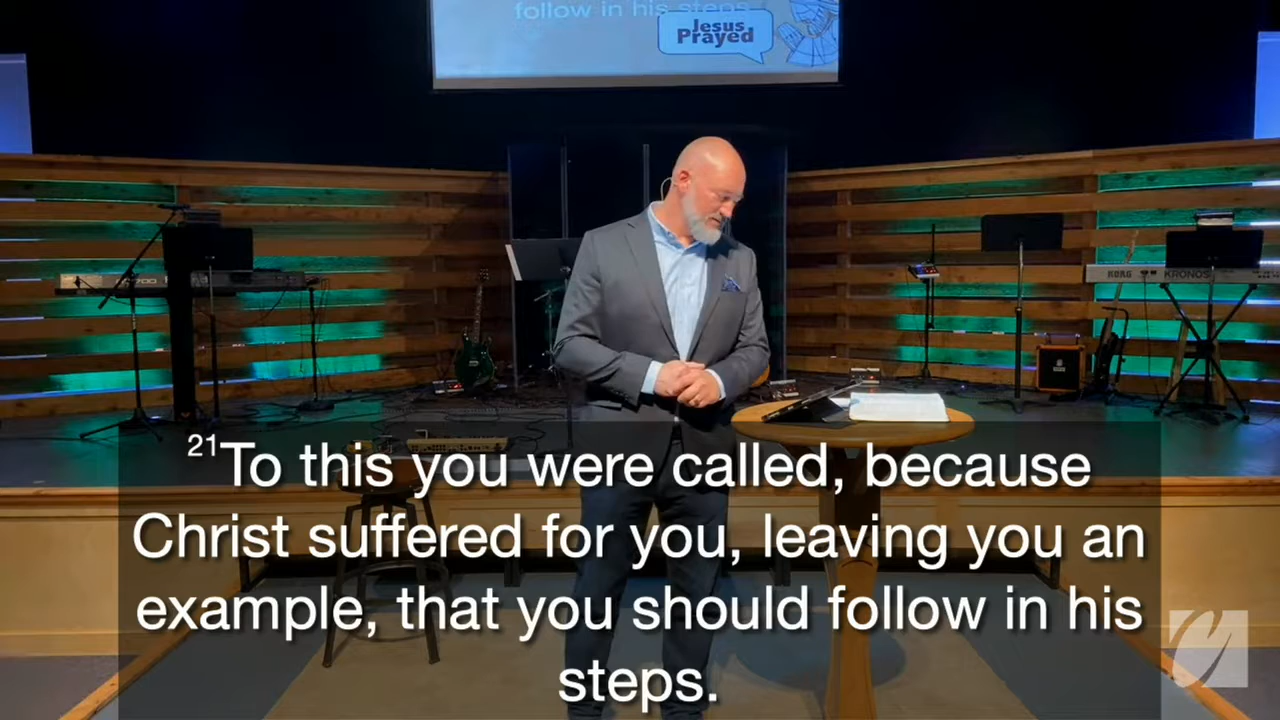 follow in his steps.
Jesus
Prayed
KORG KRONOS
²¹To this you were called, because
Christ suffered for you, leaving you an
example, that you should follow in his
steps.